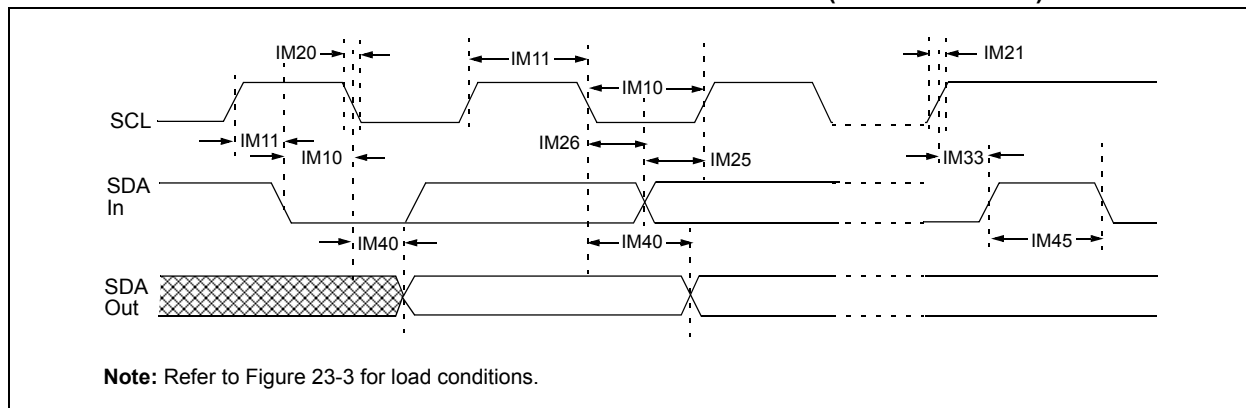 IM20
IM11
IM21
IM10
SCL
IM11
IM26
IM10
IM25
IM33
SDA
In
IM40
IM40
IM45
SDA
Out
Note: Refer to Figure 23-3 for load conditions.